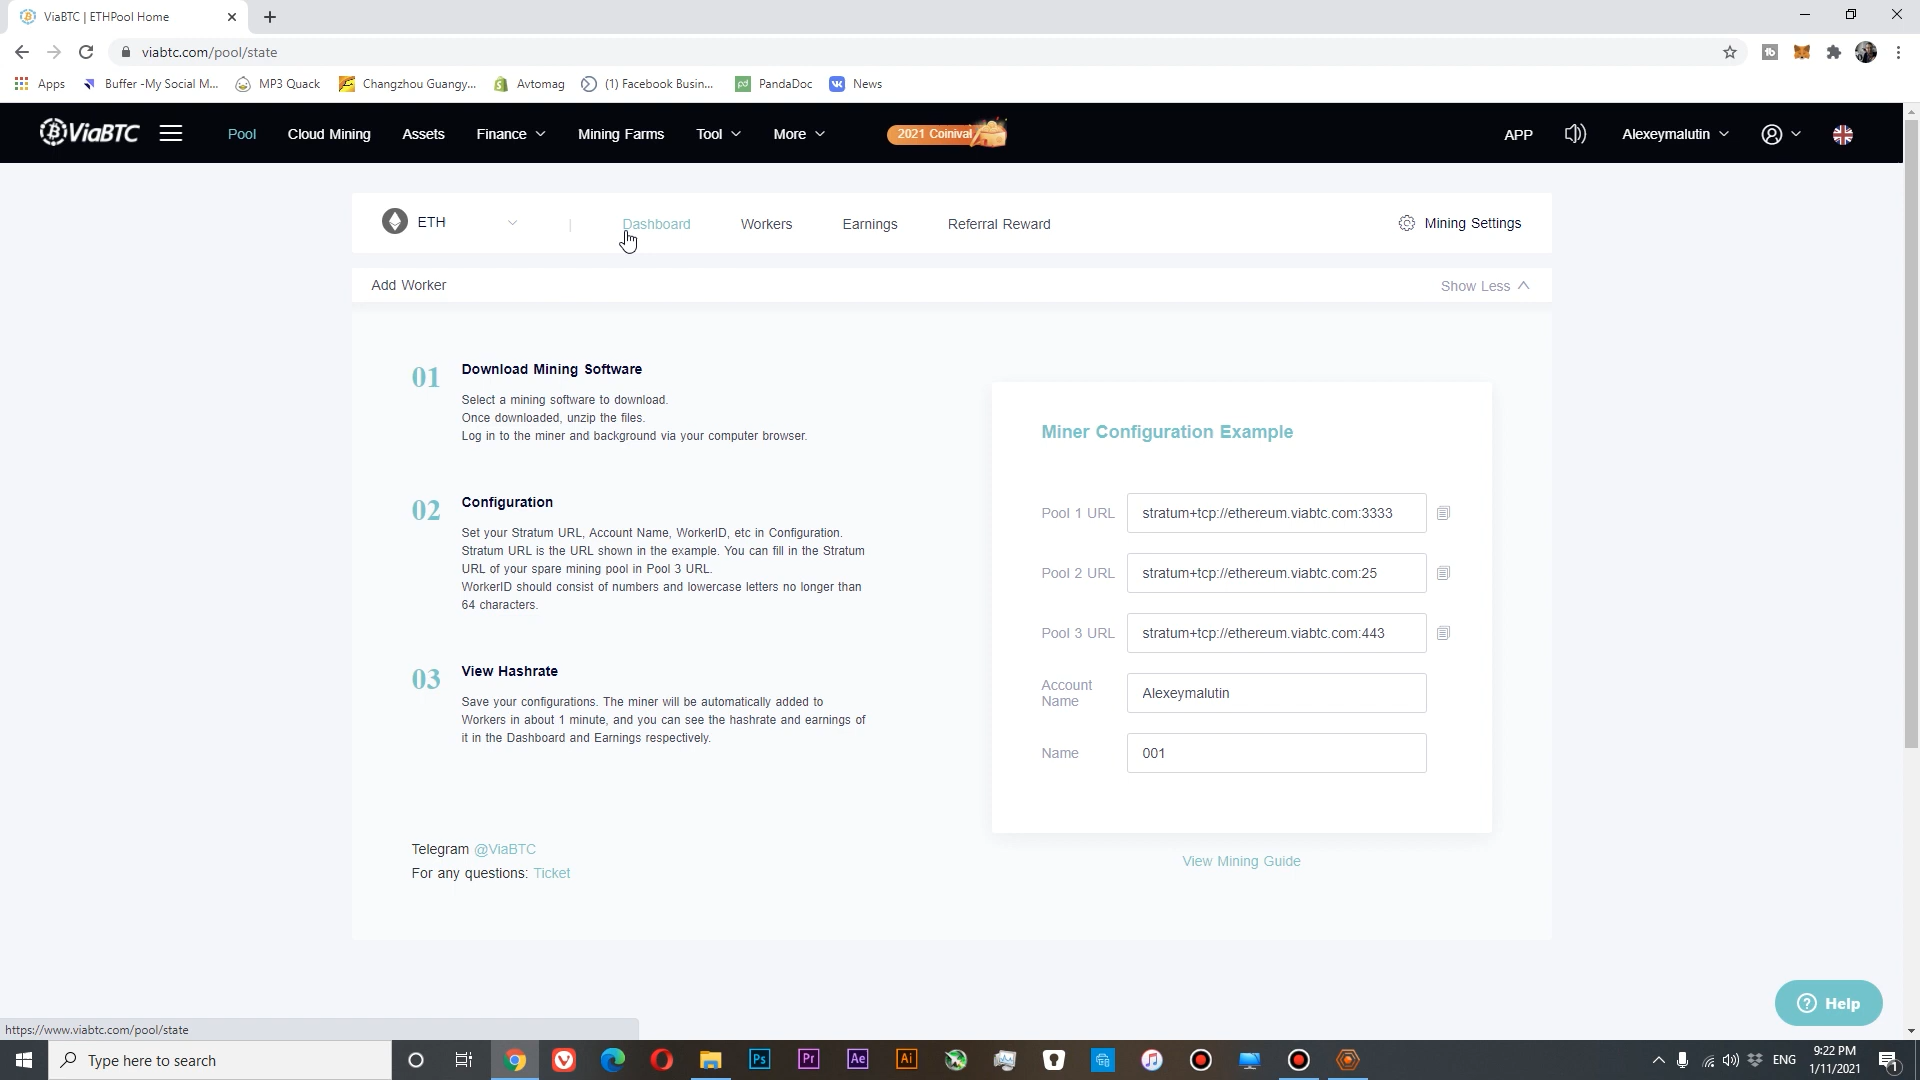 ViaBTC | ETHPool Home
viabtc.com/pool/state
Apps Buffer -My Social M... MP3 Quack Changzhou Guangy... Avtomag (1) Facebook Busin... PandaDoc News
ViaBTC Pool Cloud Mining Assets Finance Mining Farms Tool More 2021 Coinival APP Alexeymalutin
ETH | Dashboard Workers Earnings Referral Reward Mining Settings
Add Worker Show Less
01 Download Mining Software
Select a mining software to download.
Once downloaded, unzip the files.
Log in to the miner and background via your computer browser.
02 Configuration
Set your Stratum URL, Account Name, WorkerID, etc in Configuration.
Stratum URL is the URL shown in the example. You can fill in the Stratum
URL of your spare mining pool in Pool 3 URL.
WorkerID should consist of numbers and lowercase letters no longer than
64 characters.
03 View Hashrate
Save your configurations. The miner will be automatically added to
Workers in about 1 minute, and you can see the hashrate and earnings of
it in the Dashboard and Earnings respectively.
Telegram @ViaBTC
For any questions: Ticket
Miner Configuration Example
Pool 1 URL stratum+tcp://ethereum.viabtc.com:3333
Pool 2 URL stratum+tcp://ethereum.viabtc.com:25
Pool 3 URL stratum+tcp://ethereum.viabtc.com:443
Account
Name Alexeymalutin
Name 001
View Mining Guide
Help
https://www.viabtc.com/pool/state
Type here to search
Ps Pr Ae Ai
ENG
9:22 PM
1/11/2021
1